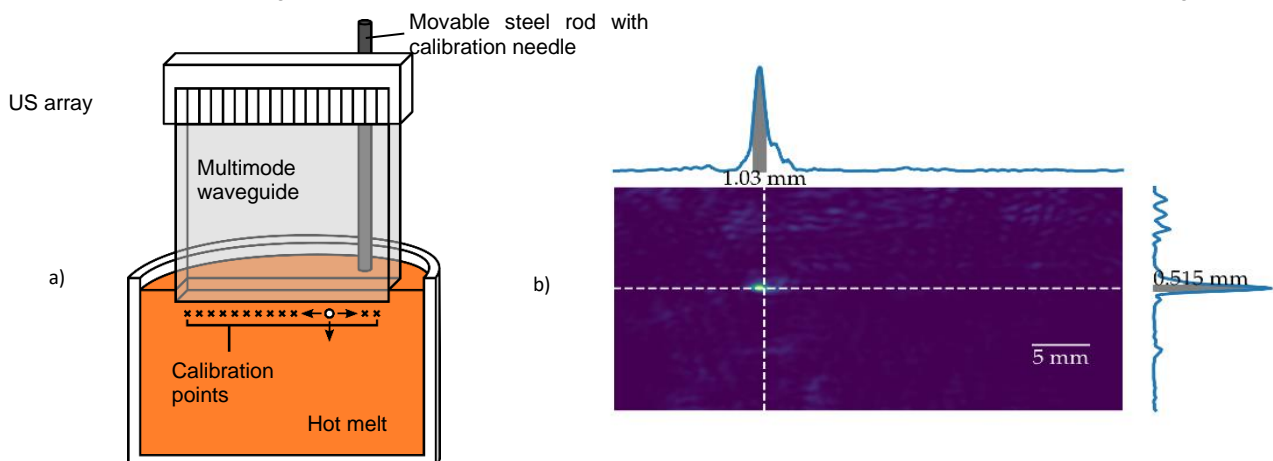 Movable steel rod with
calibration needle
US array
Multimode
waveguide
a)
Calibration
points
Hot melt
1.03 mm
b)
0.515 mm
5 mm